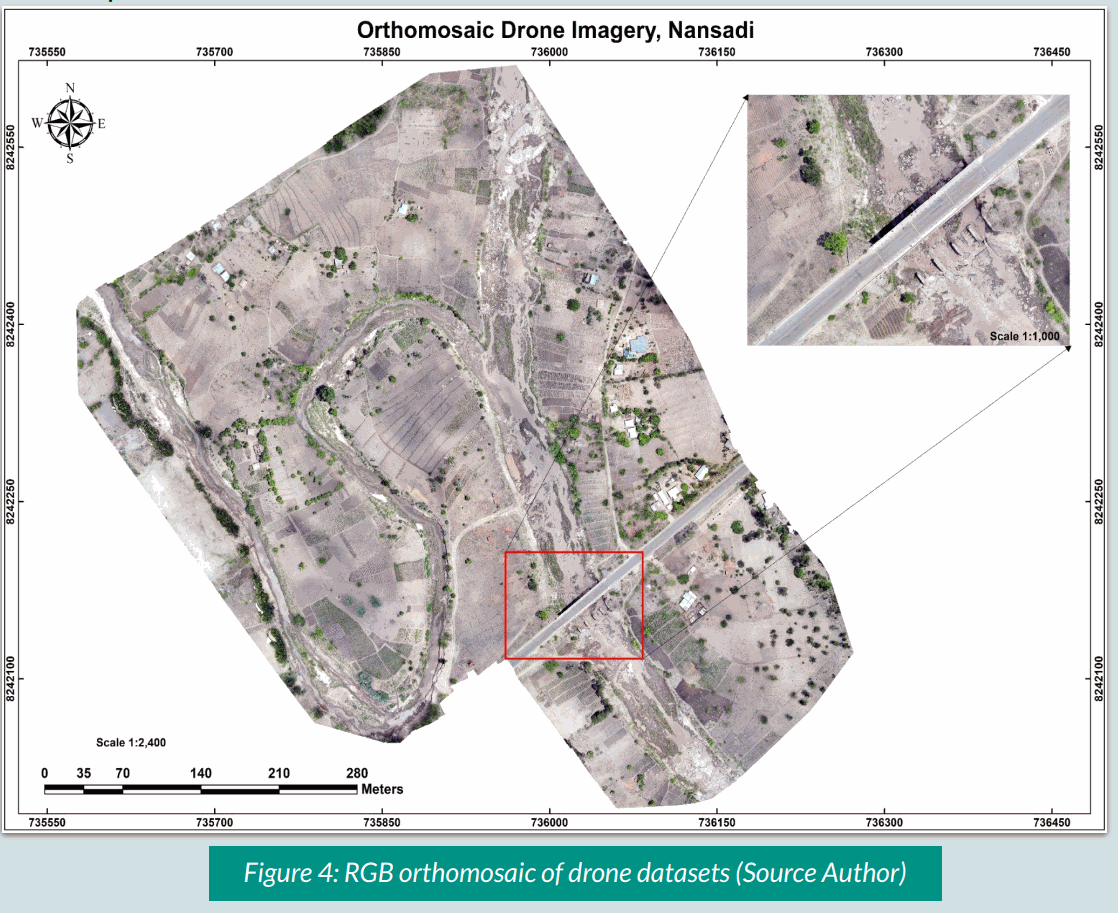 Orthomosaic Drone Imagery, Nansadi
735550 735700 735850 736000 736150 736300 736450
N
W E
S
8242550
8242400
8242250
8242100
8242550
8242400
8242250
8242100
Scale 1:1,000
Scale 1:2,400
0 35 70 140 210 280
Meters
735550 735700 735850 736000 736150 736300 736450
Figure 4: RGB orthomosaic of drone datasets (Source Author)